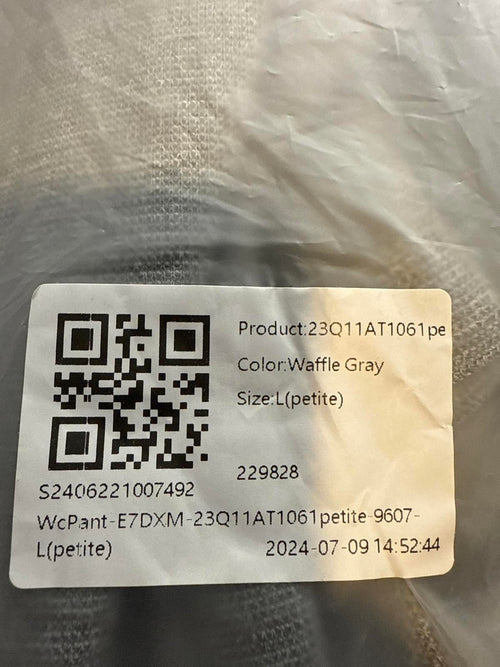 Product:23Q11AT1061pe
Color:Waffle Gray
Size:L(petite)
229828
S2406221007492
WcPant-E7DXM-23Q11AT1061petite-9607-
L(petite)
2024-07-09 14:52:44